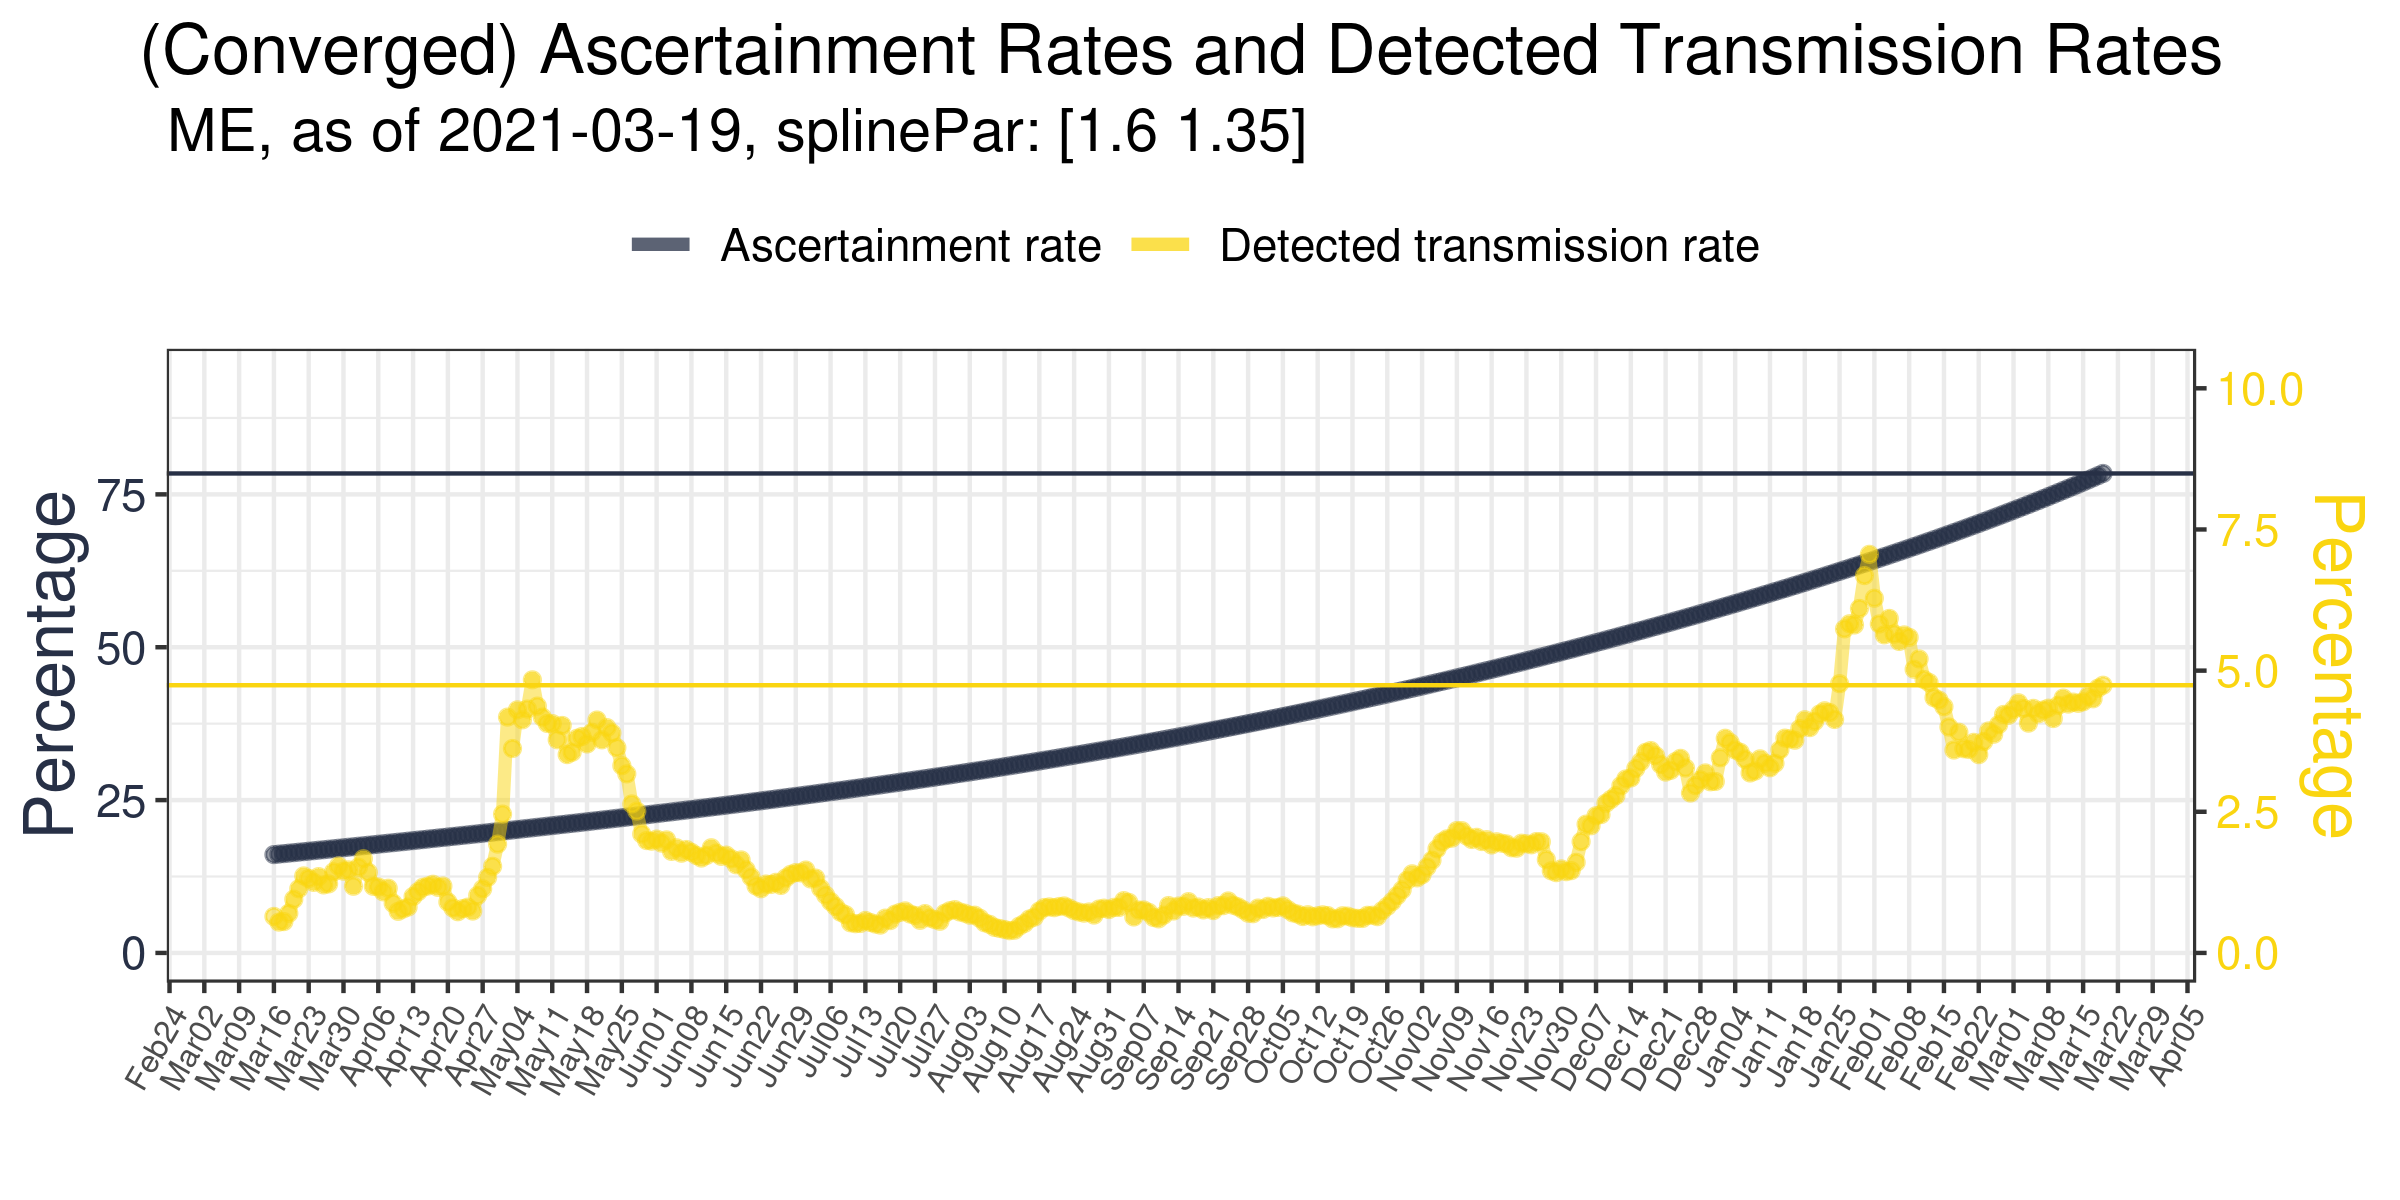 (Converged) Ascertainment Rates and Detected Transmission Rates
ME, as of 2021-03-19, splinePar: [1.6 1.35]
Ascertainment rate Detected transmission rate
Percentage
75
50
25
0
10.0
7.5
5.0
2.5
0.0
Percentage
Feb24 Mar02 Mar09 Mar16 Mar23 Mar30 Apr06 Apr13 Apr20 Apr27 May04 May11 May18 May25 Jun01 Jun08 Jun15 Jun22 Jun29 Jul06 Jul13 Jul20 Jul27 Aug03 Aug10 Aug17 Aug24 Aug31 Sep07 Sep14 Sep21 Sep28 Oct05 Oct12 Oct19 Oct26 Nov02 Nov09 Nov16 Nov23 Nov30 Dec07 Dec14 Dec21 Dec28 Jan04 Jan11 Jan18 Jan25 Feb01 Feb08 Feb15 Feb22 Mar01 Mar08 Mar15 Mar22 Mar29 Apr05